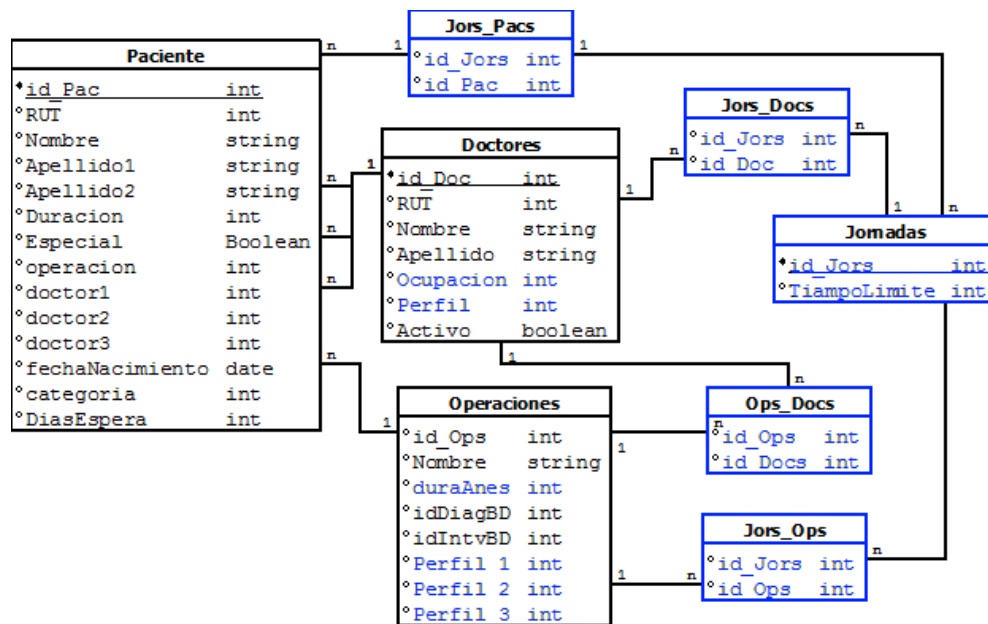 Paciente
id_Pac int
RUT int
Nombre string
Apellido1 string
Apellido2 string
Duracion int
Especial Boolean
operacion int
doctor1 int
doctor2 int
doctor3 int
fechaNacimiento date
categoria int
DiasEspera int
n
n
n
n
n
1
1
1
Jors_Pacs
id_Jors int
id_Pac int
1
n
Doctores
id_Doc int
RUT int
Nombre string
Apellido string
Ocupacion int
Perfil int
Activo boolean
1
n
1
n
Jors_Docs
id_Jors int
id_Doc int
n
1
Jornadas
id_Jors int
TiampoLimite int
Operaciones
id_Ops int
Nombre string
duraAnes int
idDiagBD int
idIntvBD int
Perfil 1 int
Perfil 2 int
Perfil 3 int
1
n
1
n
Ops_Docs
id_Ops int
id_Docs int
Jors_Ops
id_Jors int
id_Ops int
n